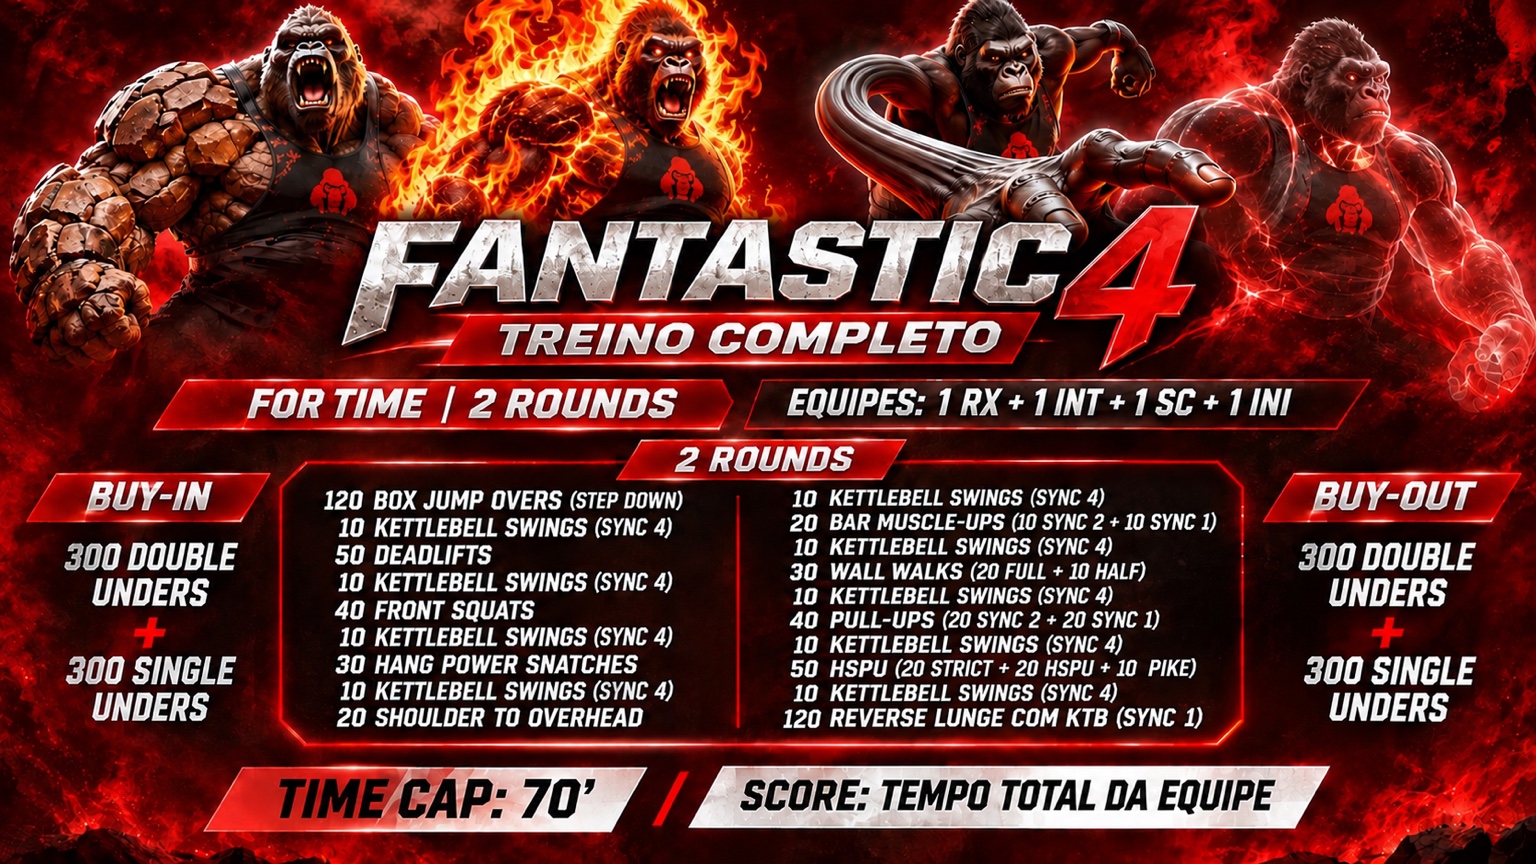 FANTASTIC 4
TREINO COMPLETO
FOR TIME | 2 ROUNDS
EQUIPES: 1 RX + 1 INT + 1 SC + 1 INI
BUY-IN
300 DOUBLE
UNDERS
+
300 SINGLE
UNDERS
2 ROUNDS
120 BOX JUMP OVERS (STEP DOWN)
10 KETTLEBELL SWINGS (SYNC 4)
50 DEADLIFTS
10 KETTLEBELL SWINGS (SYNC 4)
40 FRONT SQUATS
10 KETTLEBELL SWINGS (SYNC 4)
30 HANG POWER SNATCHES
10 KETTLEBELL SWINGS (SYNC 4)
20 SHOULDER TO OVERHEAD
10 KETTLEBELL SWINGS (SYNC 4)
20 BAR MUSCLE-UPS (10 SYNC 2 + 10 SYNC 1)
10 KETTLEBELL SWINGS (SYNC 4)
30 WALL WALKS (20 FULL + 10 HALF)
10 KETTLEBELL SWINGS (SYNC 4)
40 PULL-UPS (20 SYNC 2 + 20 SYNC 1)
10 KETTLEBELL SWINGS (SYNC 4)
50 HSPU (20 STRICT + 20 HSPU + 10 PIKE)
10 KETTLEBELL SWINGS (SYNC 4)
120 REVERSE LUNGE COM KTB (SYNC 1)
BUY-OUT
300 DOUBLE
UNDERS
+
300 SINGLE
UNDERS
TIME CAP: 70'
/
SCORE: TEMPO TOTAL DA EQUIPE